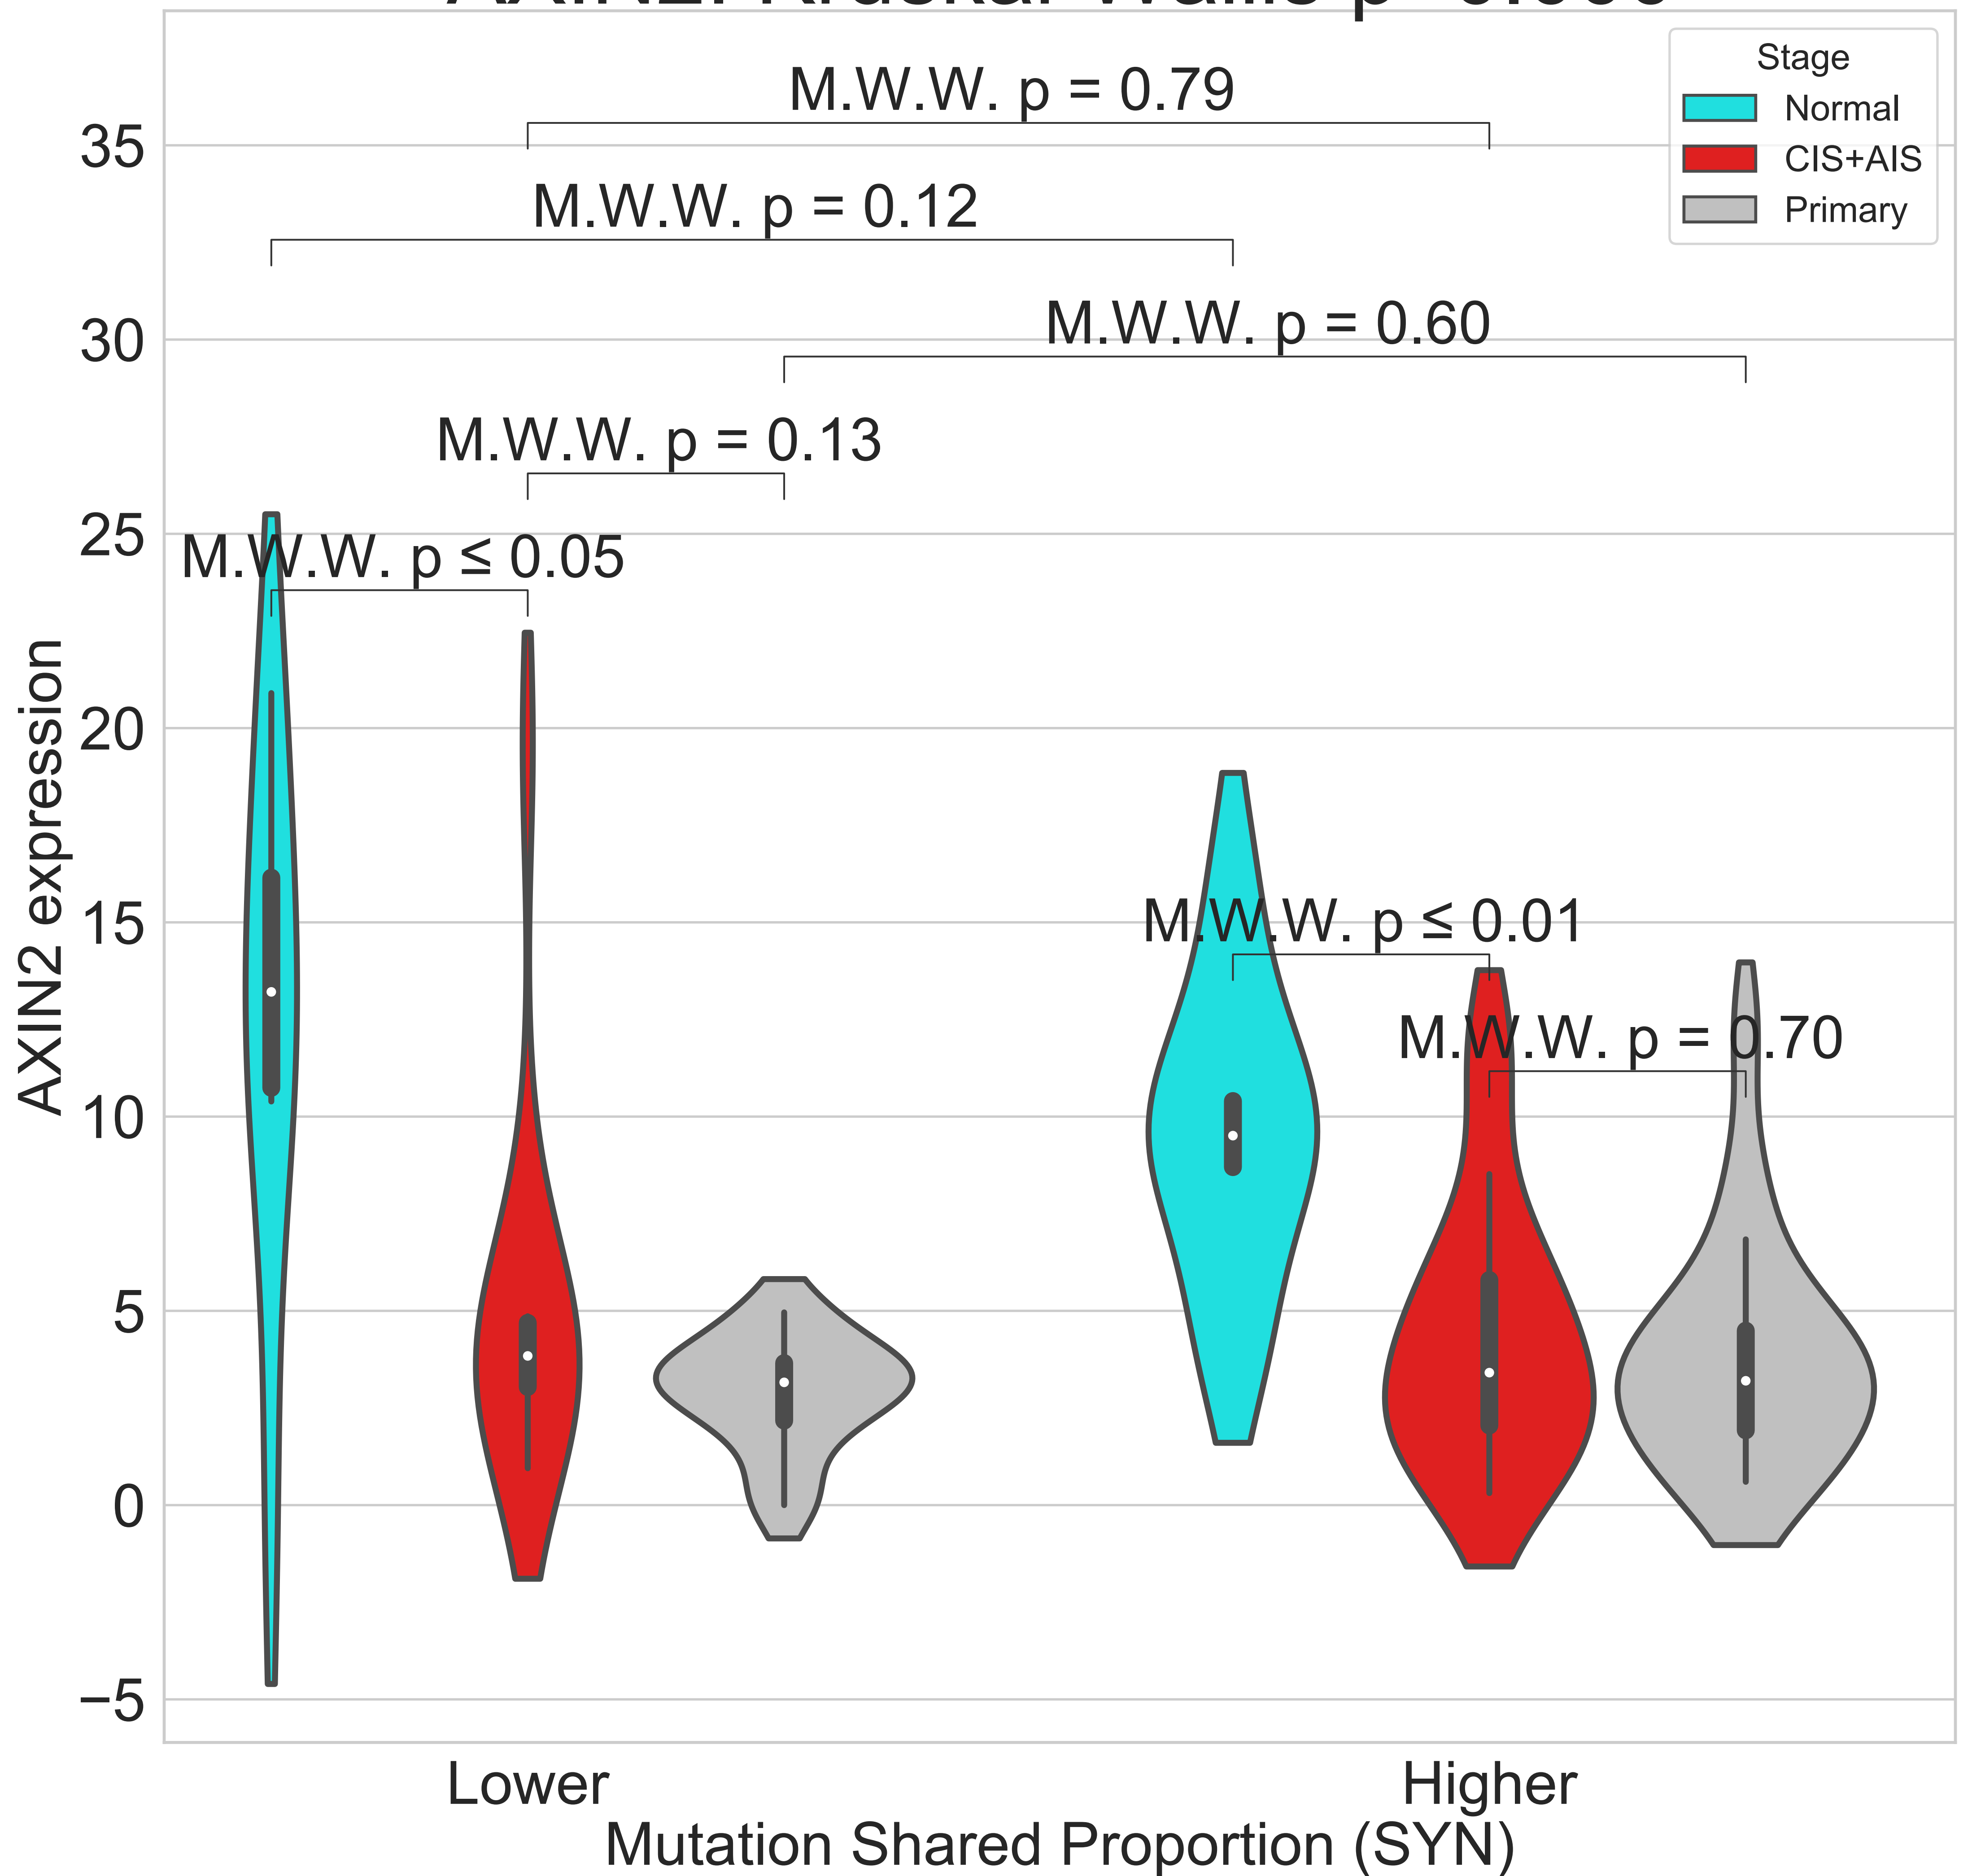 Stage
Normal
CIS+AIS
Primary
M.W.W. p = 0.79
M.W.W. p = 0.12
M.W.W. p = 0.60
M.W.W. p = 0.13
M.W.W. p ≤ 0.05
M.W.W. p ≤ 0.01
M.W.W. p = 0.70
35
30
25
20
15
10
5
0
−5
AXIN2 expression
Lower
Higher
Mutation Shared Proportion (SYN)